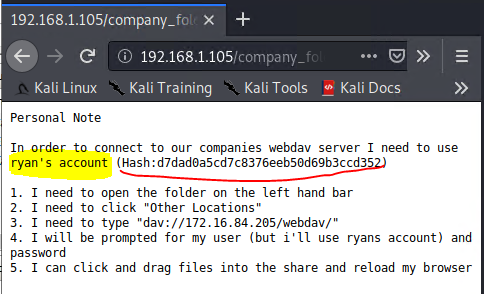 192.168.1.105/company_fol
192.168.1.105/company_fol
Kali Linux Kali Training Kali Tools Kali Docs
Personal Note
In order to connect to our companies webdav server I need to use
ryan's account (Hash:d7dad0a5cd7c8376eeb50d69b3ccd352)
1. I need to open the folder on the left hand bar
2. I need to click "Other Locations"
3. I need to type "dav://172.16.84.205/webdav/"
4. I will be prompted for my user (but i'll use ryans account) and
password
5. I can click and drag files into the share and reload my browser